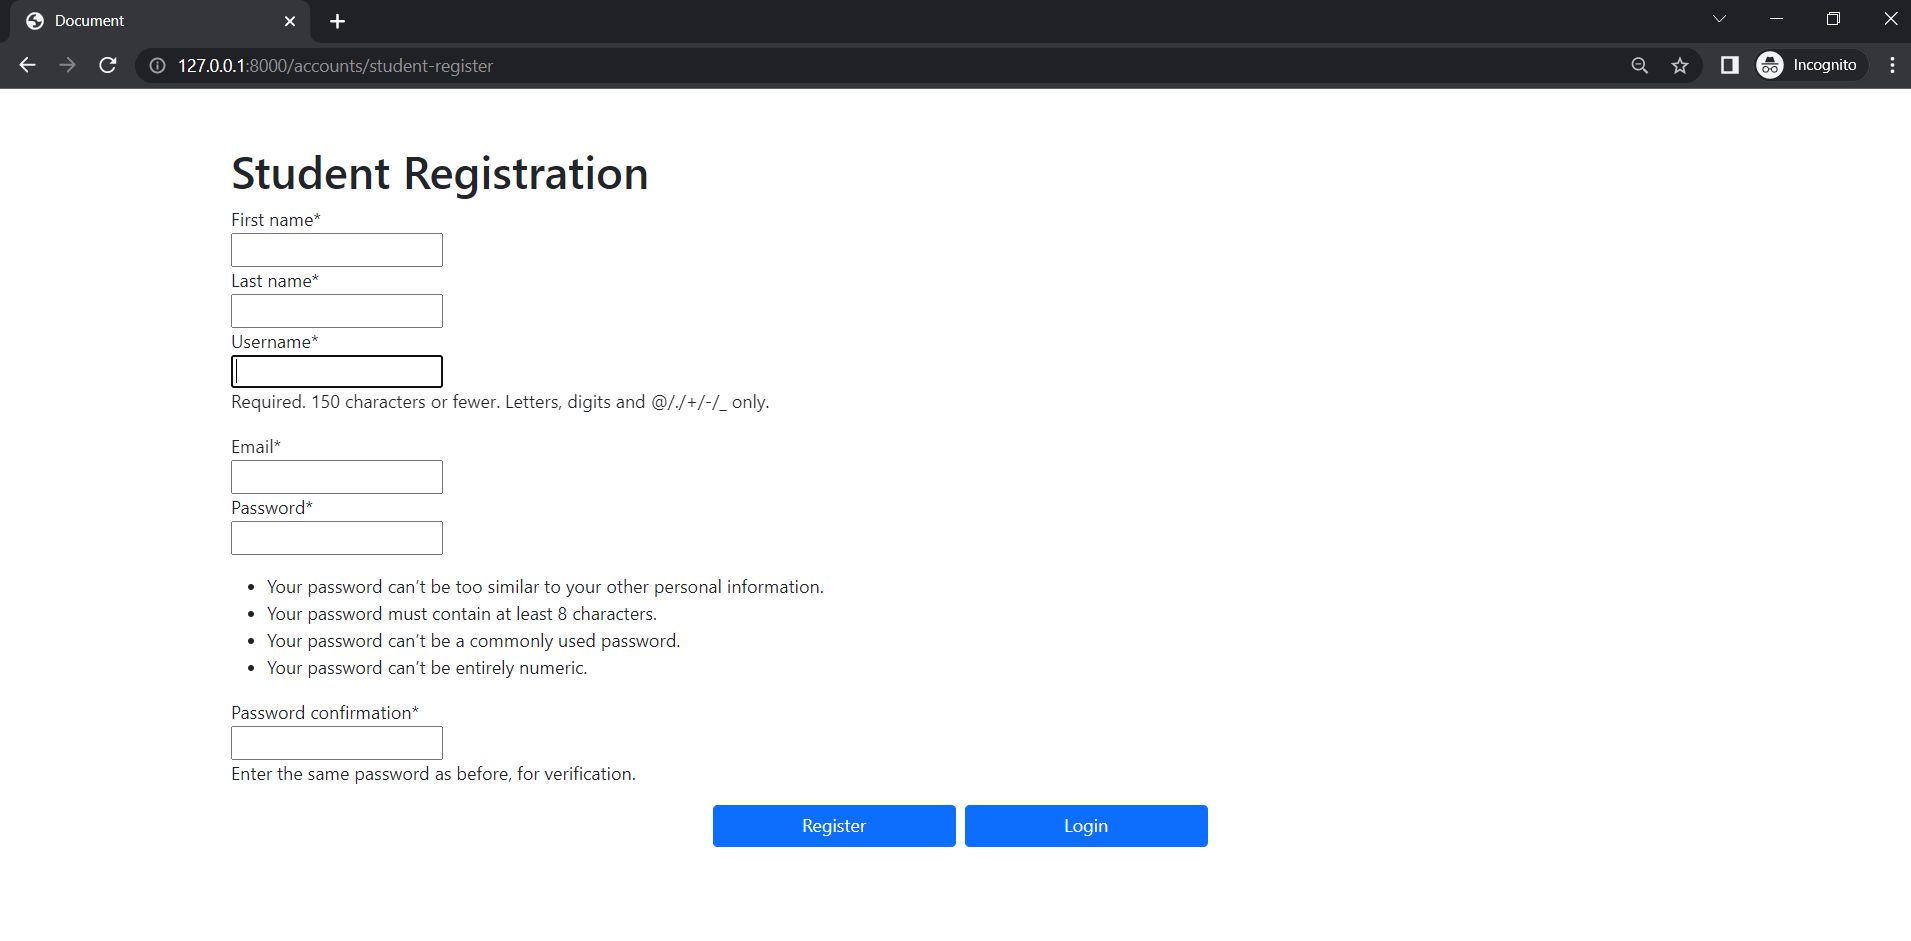 Document
127.0.0.1:8000/accounts/student-register
Incognito
Student Registration
First name*
Last name*
Username*
Required. 150 characters or fewer. Letters, digits and @/./+/-/_ only.
Email*
Password*
• Your password can’t be too similar to your other personal information.
• Your password must contain at least 8 characters.
• Your password can’t be a commonly used password.
• Your password can’t be entirely numeric.
Password confirmation*
Enter the same password as before, for verification.
Register Login